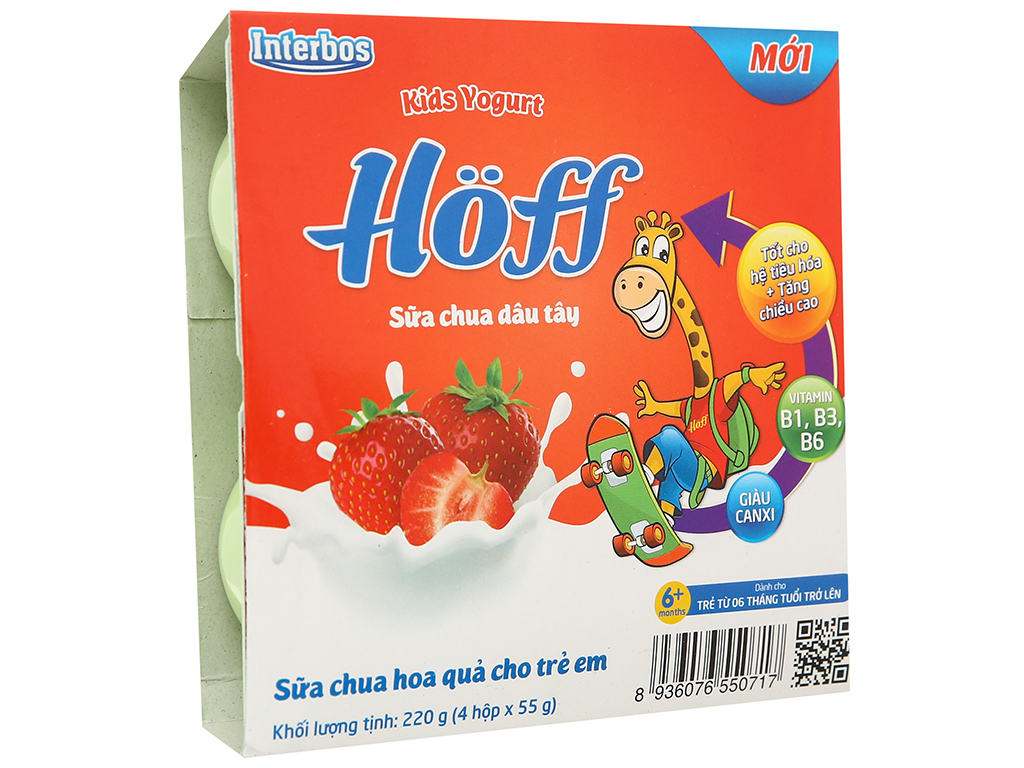 Interbos
MỚI
Kids Yogurt
Höff
Sữa chua dâu tây
Tốt cho
hệ tiêu hóa
+ Tăng
chiều cao
VITAMIN
B1, B3,
B6
Höff
GIÀU
CANXI
6+
months
Dành cho
TRẺ TỪ 06 THÁNG TUỔI TRỞ LÊN
Sữa chua hoa quả cho trẻ em
Khối lượng tịnh: 220 g (4 hộp x 55 g)
8 936076 550717